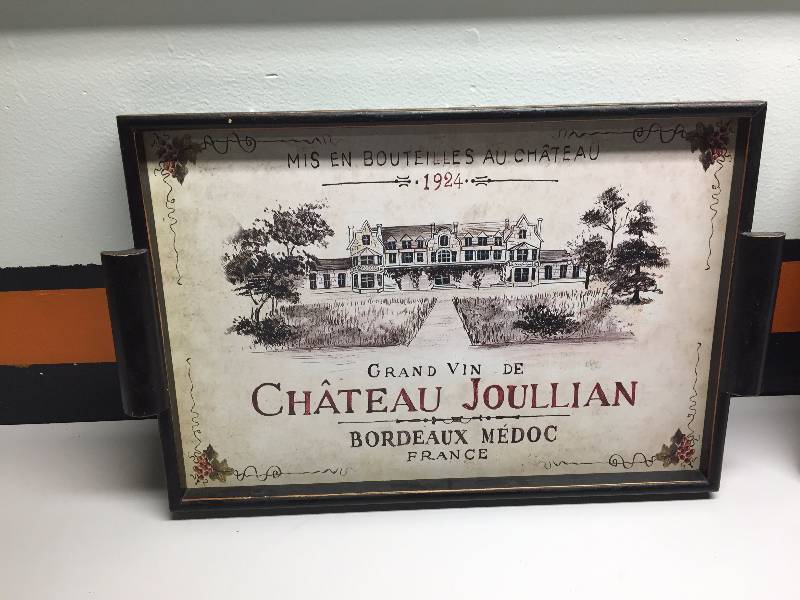 MIS EN BOUTEILLES AU CHÂTEAU
·1924·
GRAND VIN DE
CHÂTEAU JOULLIAN
BORDEAUX MÉDOC
FRANCE